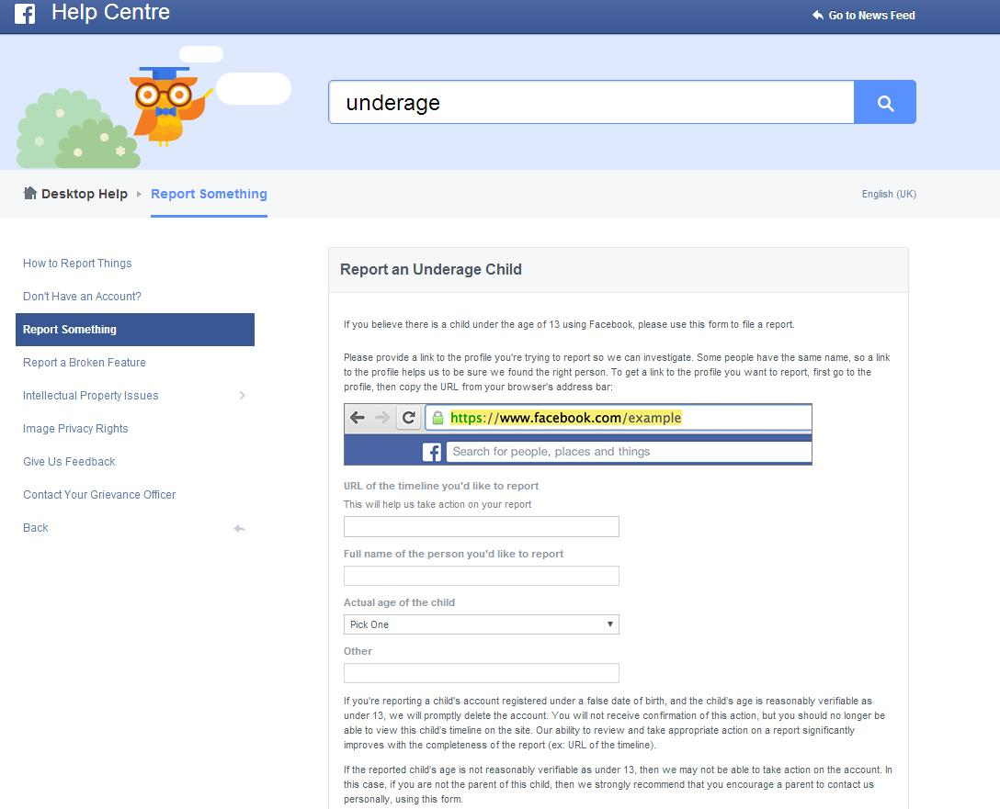 Help Centre
Go to News Feed
underage
Desktop Help
Report Something
English (UK)
How to Report Things
Don't Have an Account?
Report Something
Report a Broken Feature
Intellectual Property Issues
Image Privacy Rights
Give Us Feedback
Contact Your Grievance Officer
Back
Report an Underage Child
If you believe there is a child under the age of 13 using Facebook, please use this form to file a report.
Please provide a link to the profile you're trying to report so we can investigate. Some people have the same name, so a link
to the profile helps us to be sure we found the right person. To get a link to the profile you want to report, first go to the
profile, then copy the URL from your browser's address bar:
https://www.facebook.com/example
Search for people, places and things
URL of the timeline you'd like to report
This will help us take action on your report
Full name of the person you'd like to report
Actual age of the child
Pick One
Other
If you're reporting a child's account registered under a false date of birth, and the child's age is reasonably verifiable as
under 13, we will promptly delete the account. You will not receive confirmation of this action, but you should no longer be
able to view this child's timeline on the site. Our ability to review and take appropriate action on a report significantly
improves with the completeness of the report (ex: URL of the timeline).
If the reported child's age is not reasonably verifiable as under 13, then we may not be able to take action on the account. In
this case, if you are not the parent of this child, then we strongly recommend that you encourage a parent to contact us
personally, using this form.